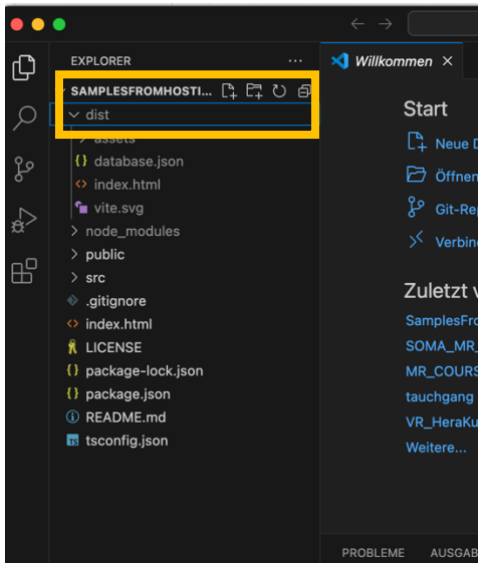 EXPLORER
SAMPLESFROMHOSTI...
dist
assets
{} database.json
<> index.html
vite.svg
node_modules
public
src
.gitignore
<> index.html
LICENSE
{} package-lock.json
{} package.json
README.md
TS tsconfig.json
Willkommen
Start
Neue D
Öffnen
Git-Rep
Verbin
Zuletzt v
SamplesFro
SOMA_MR_
MR_COURS
tauchgang
VR_HeraKu
Weitere...
PROBLEME AUSGAB